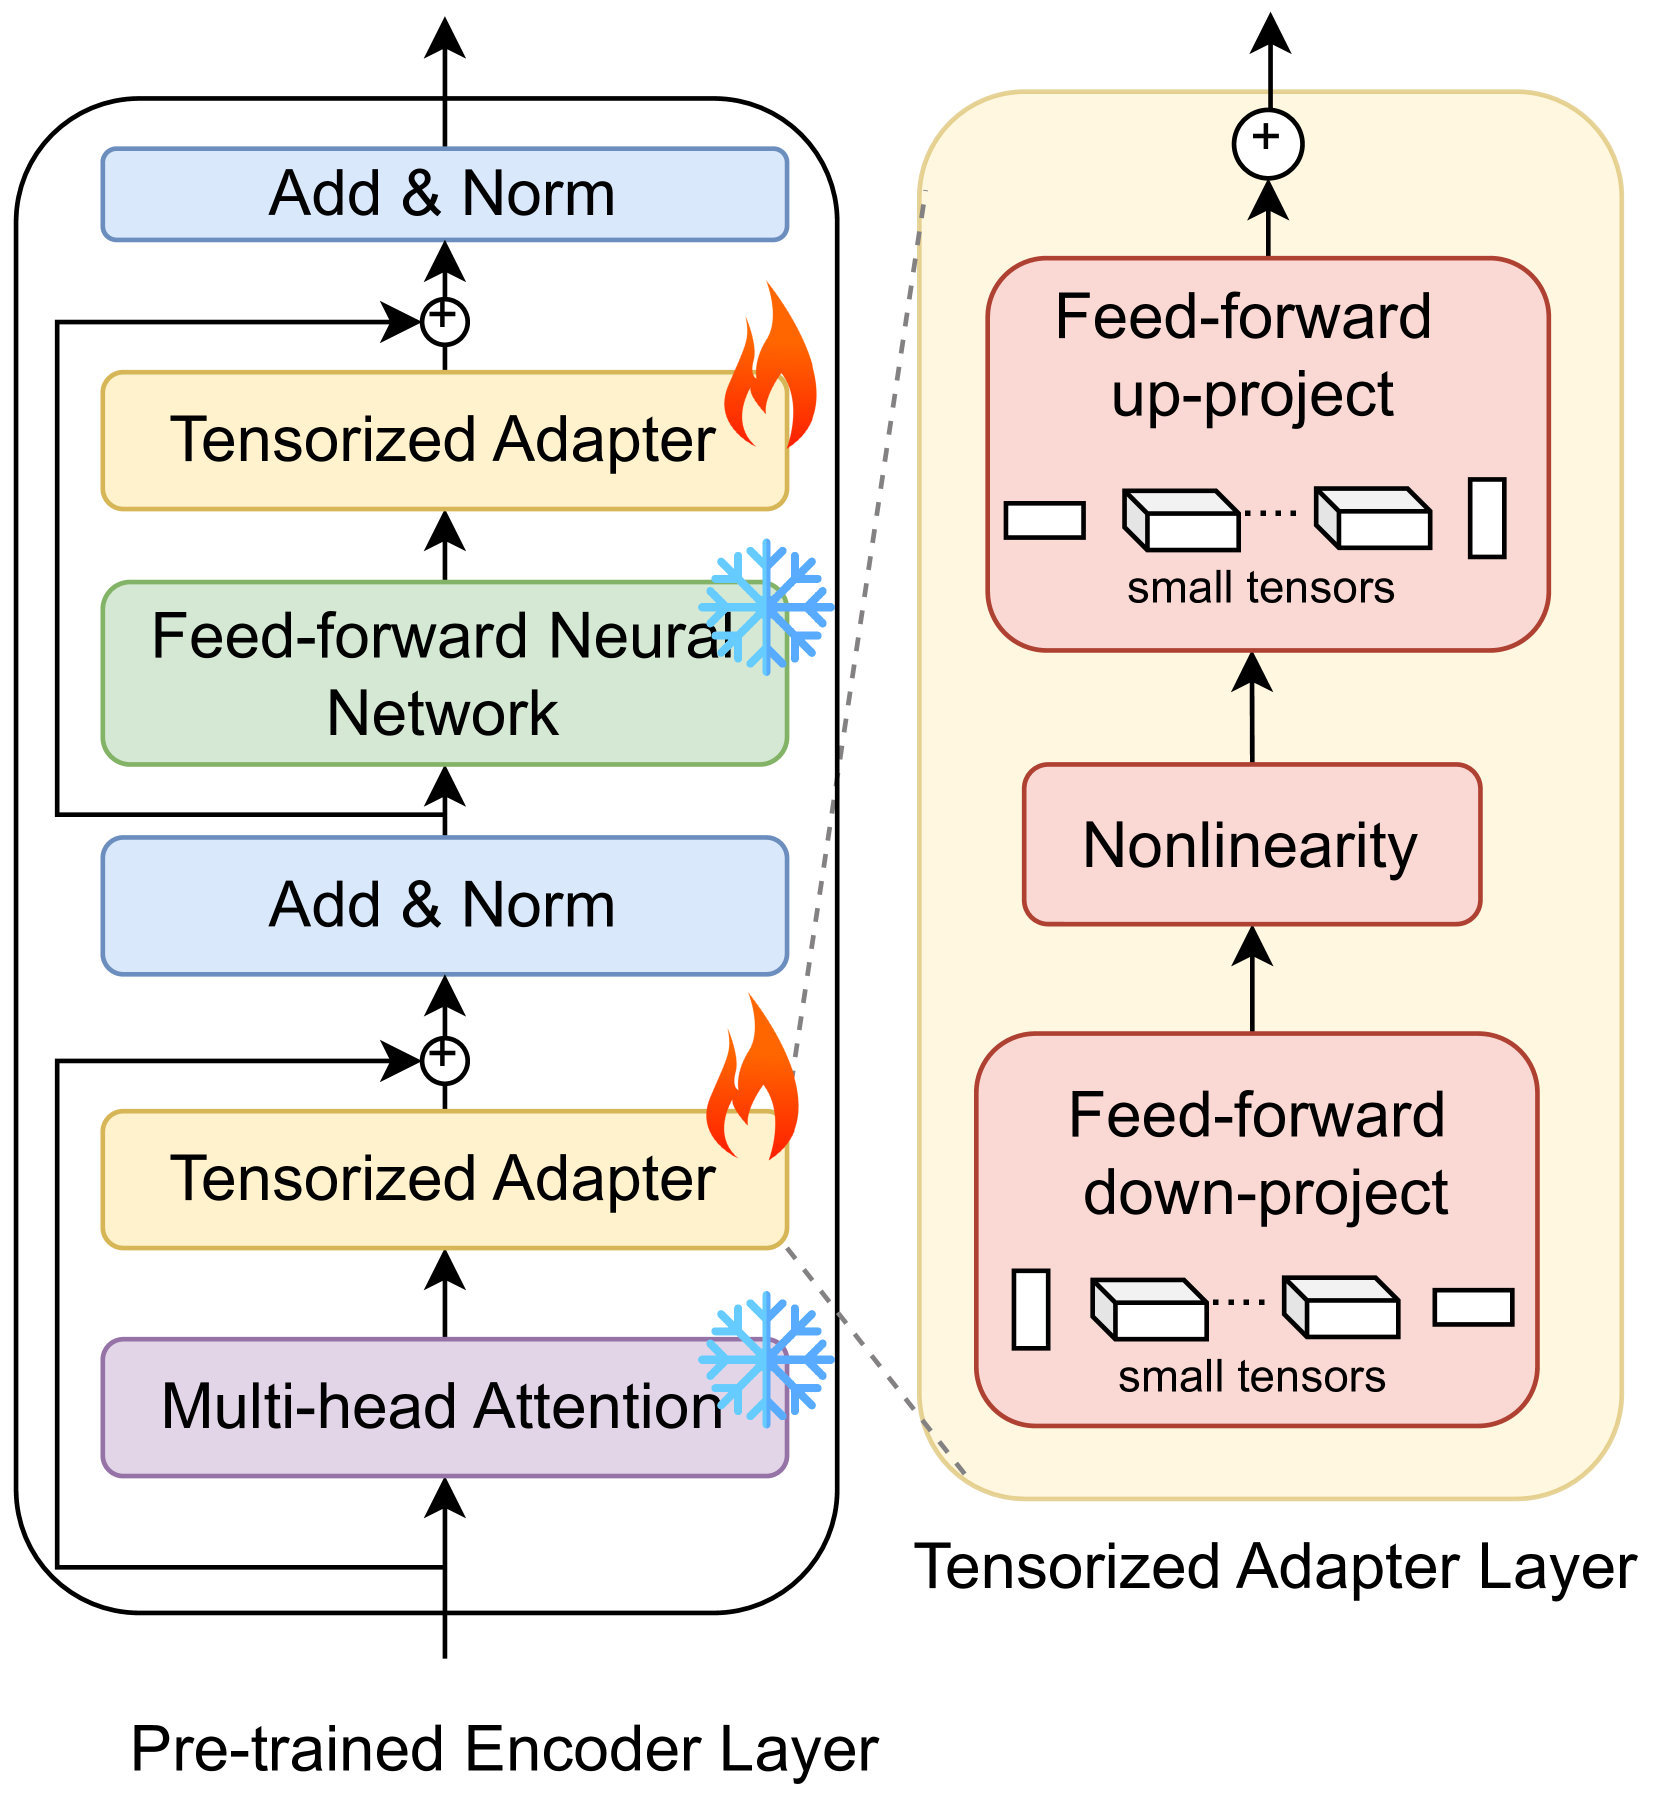 Add & Norm
+
Tensorized Adapter
Feed-forward Neural
Network
Add & Norm
+
Tensorized Adapter
Multi-head Attention
Pre-trained Encoder Layer
+
Feed-forward
up-project
....
small tensors
Nonlinearity
Feed-forward
down-project
....
small tensors
Tensorized Adapter Layer